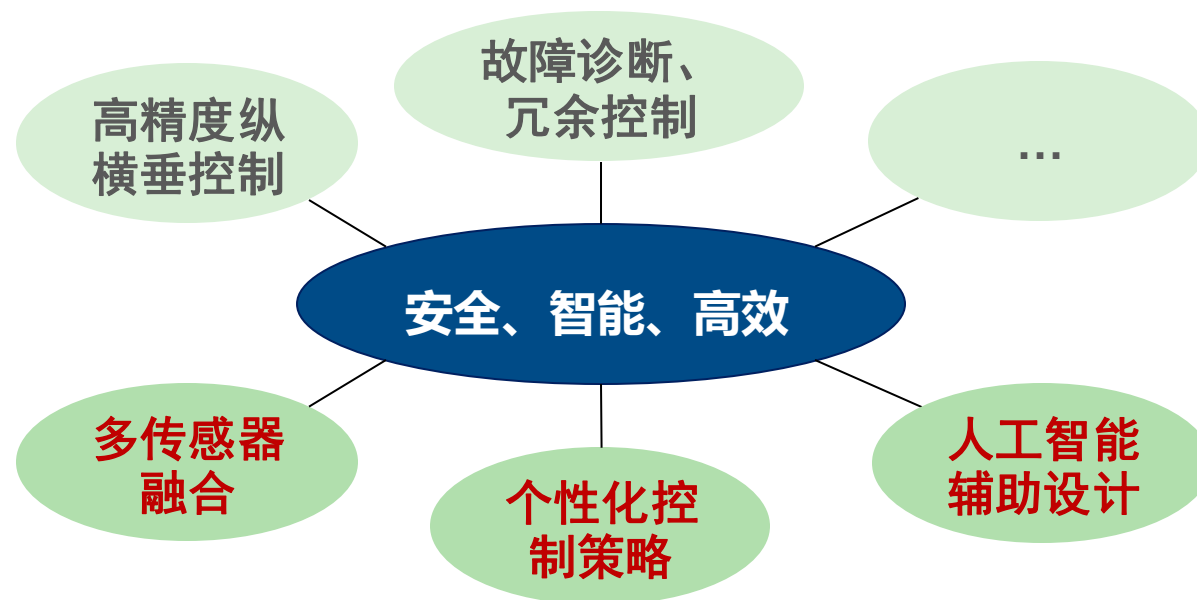 故障诊断、
冗余控制
高精度纵
横垂控制
…
安全、智能、高效
多传感器
融合
个性化控
制策略
人工智能
辅助设计